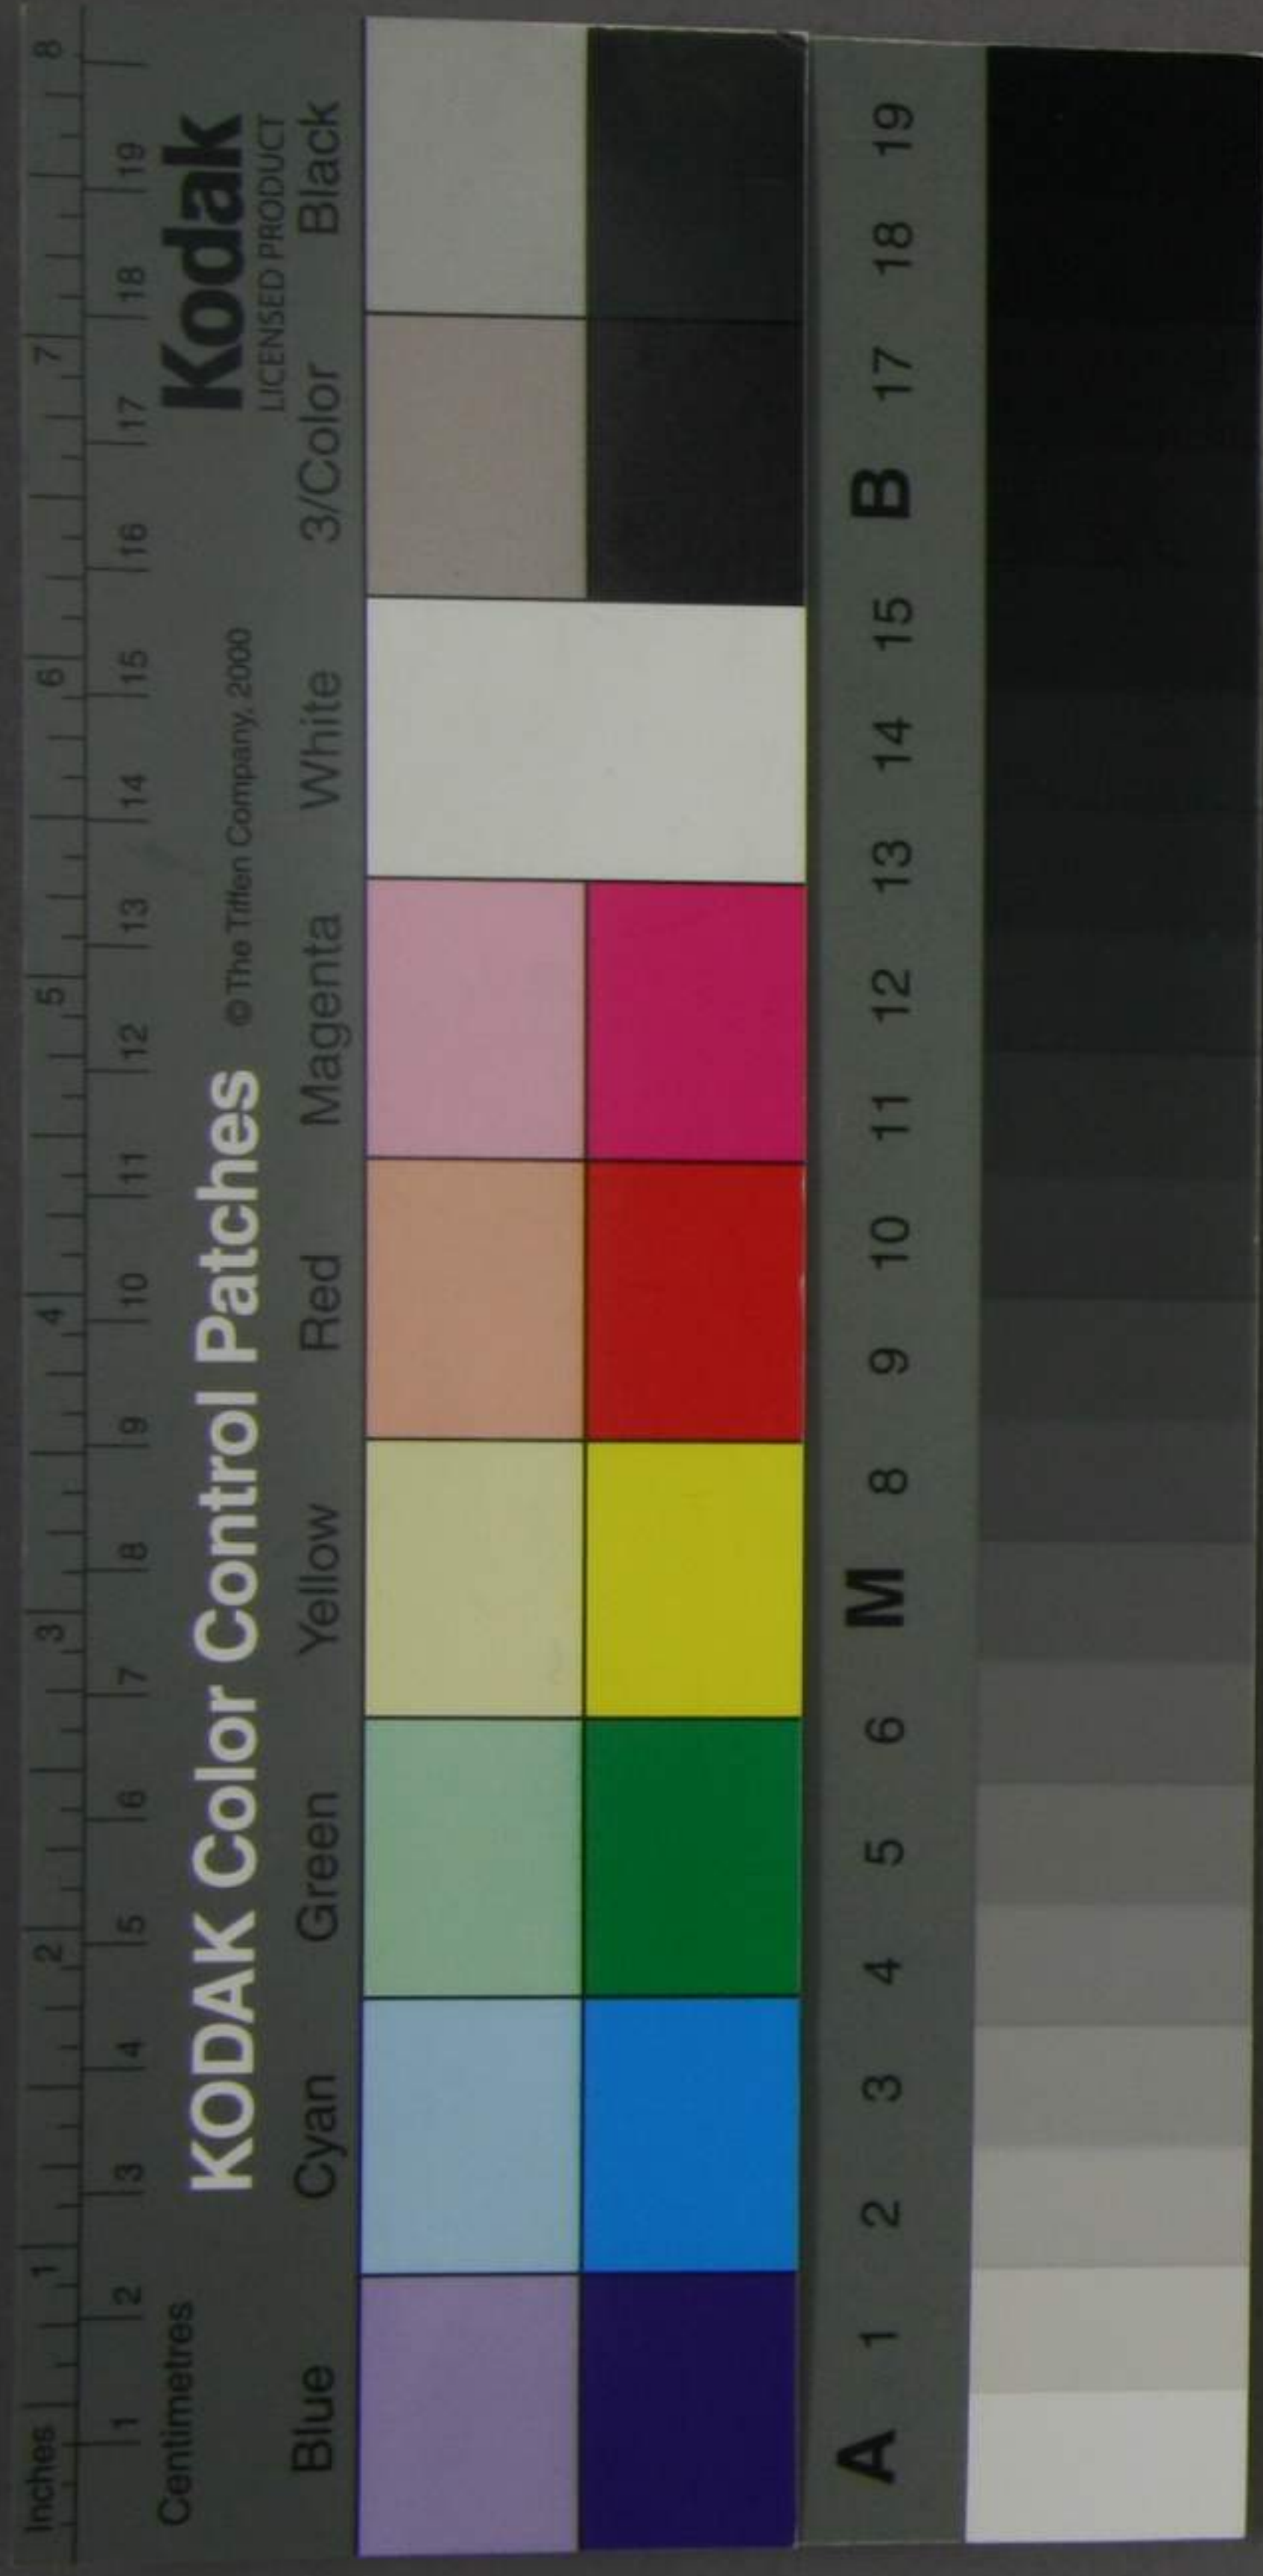 Inches 1 2 3 4 5 6 7 8
Centimetres 1 2 3 4 5 6 7 8 9 10 11 12 13 14 15 16 17 18 19
KODAK Color Control Patches © The Tiffen Company, 2000
Kodak
LICENSED PRODUCT
Blue Cyan Green Yellow Red Magenta White 3/Color Black
A 1 2 3 4 5 6 M 8 9 10 11 12 13 14 15 B 17 18 19